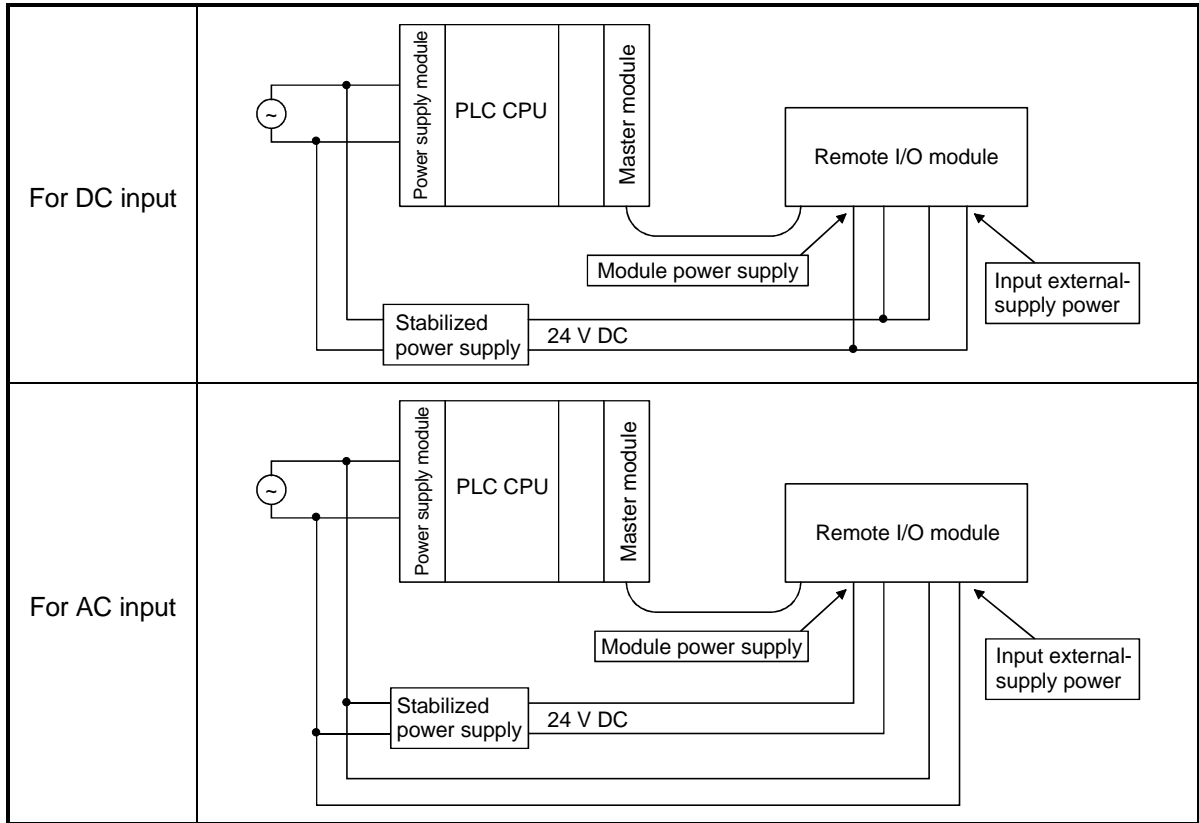 For DC input
Power supply module
PLC CPU
Master module
Remote I/O module
Module power supply
Input external-
supply power
Stabilized
power supply
24 V DC
~
For AC input
Power supply module
PLC CPU
Master module
Remote I/O module
Module power supply
Input external-
supply power
Stabilized
power supply
24 V DC
~